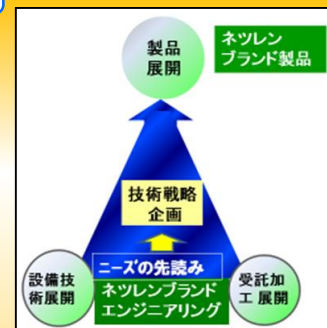 製品
展開
ネツレン
ブランド製品
技術戦略
企画
ニーズの先読み
設備技
術展開
ネツレンブランド
エンジニアリング
受託加
工展開